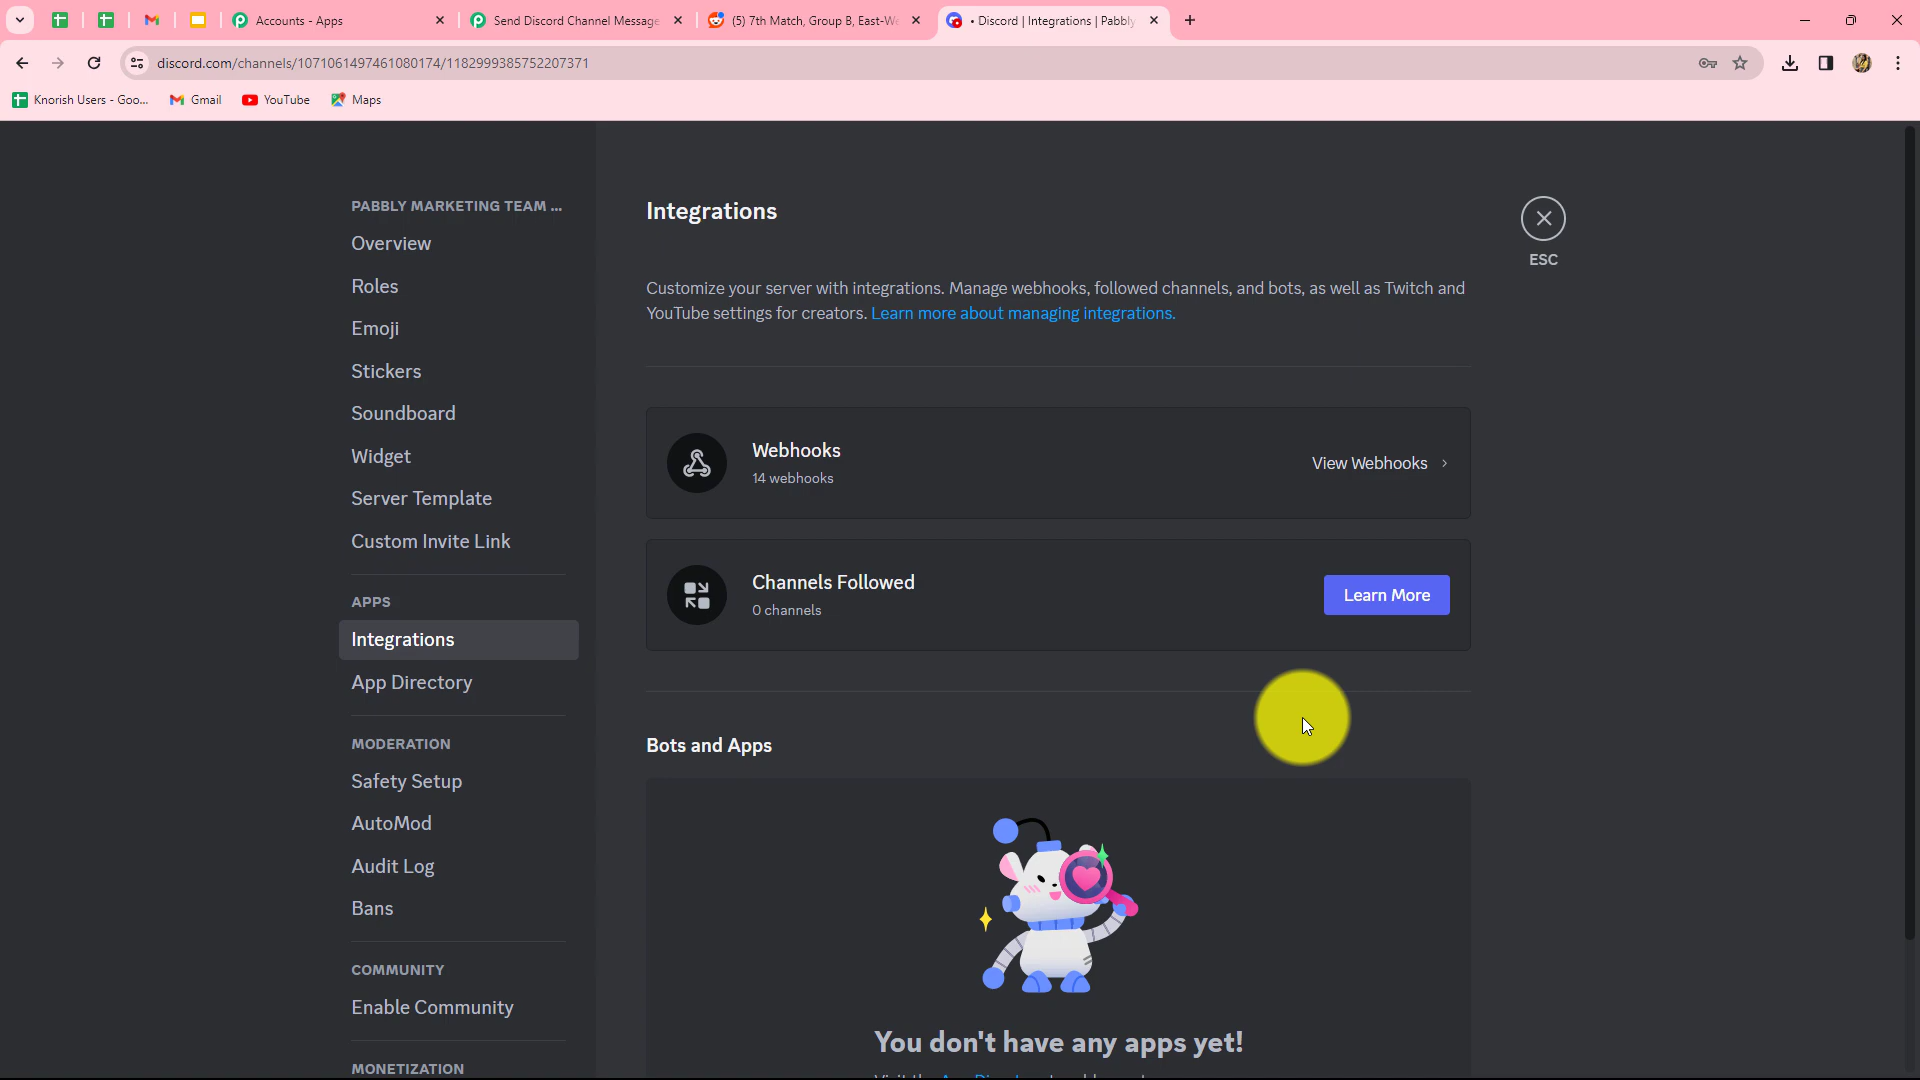 Accounts - Apps
Send Discord Channel Message
(5) 7th Match, Group B, East-W
• Discord | Integrations | Pabbly
discord.com/channels/1071061497461080174/1182999385752207371
Knorish Users - Goo...
Gmail
YouTube
Maps
PABBLY MARKETING TEAM ...
Overview
Roles
Emoji
Stickers
Soundboard
Widget
Server Template
Custom Invite Link
APPS
Integrations
App Directory
MODERATION
Safety Setup
AutoMod
Audit Log
Bans
COMMUNITY
Enable Community
MONETIZATION
Integrations
ESC
Customize your server with integrations. Manage webhooks, followed channels, and bots, as well as Twitch and
YouTube settings for creators. Learn more about managing integrations.
Webhooks
14 webhooks
View Webhooks
Channels Followed
0 channels
Learn More
Bots and Apps
You don't have any apps yet!